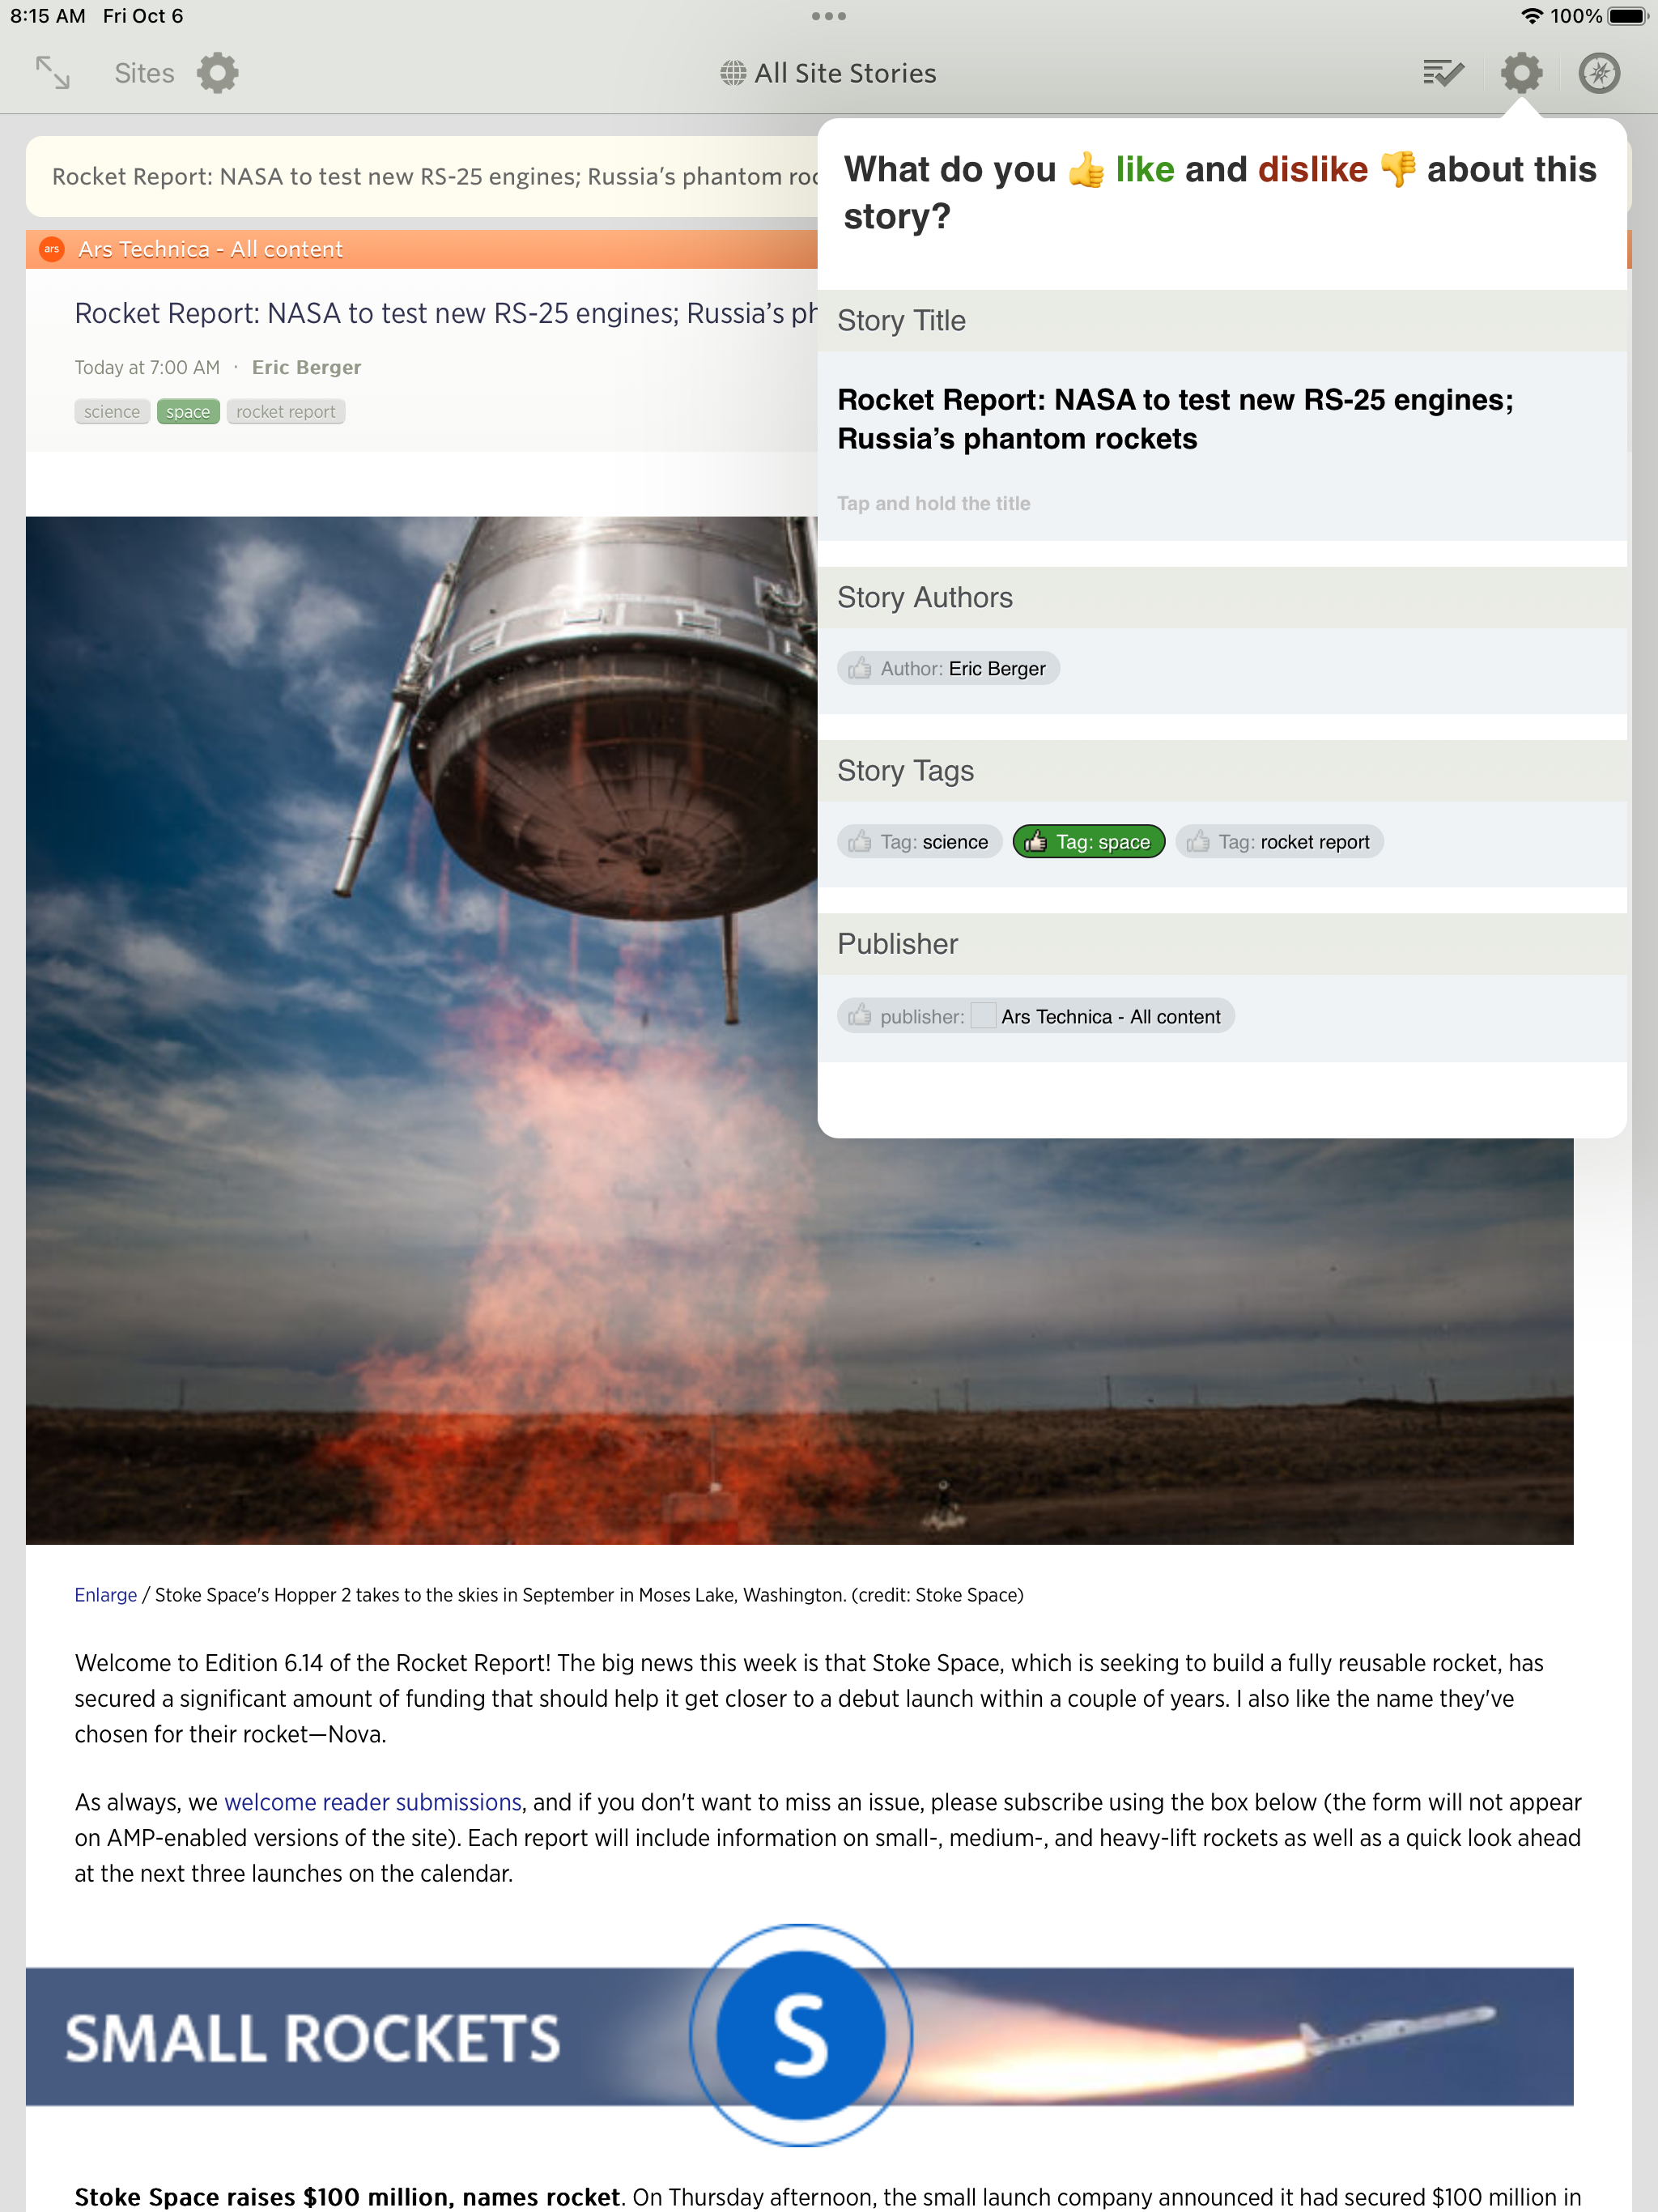 8:15 AM Fri Oct 6
100%
Sites
All Site Stories
Rocket Report: NASA to test new RS-25 engines; Russia's phantom
ars Ars Technica - All content
Rocket Report: NASA to test new RS-25 engines; Russia's
Today at 7:00 AM · Eric Berger
science space rocket report
What do you 👍 like and dislike 👎 about this
story?
Story Title
Rocket Report: NASA to test new RS-25 engines;
Russia's phantom rockets
Tap and hold the title
Story Authors
Author: Eric Berger
Story Tags
Tag: science Tag: space Tag: rocket report
Publisher
publisher: Ars Technica - All content
Enlarge / Stoke Space's Hopper 2 takes to the skies in September in Moses Lake, Washington. (credit: Stoke Space)
Welcome to Edition 6.14 of the Rocket Report! The big news this week is that Stoke Space, which is seeking to build a fully reusable rocket, has
secured a significant amount of funding that should help it get closer to a debut launch within a couple of years. I also like the name they've
chosen for their rocket—Nova.
As always, we welcome reader submissions, and if you don't want to miss an issue, please subscribe using the box below (the form will not appear
on AMP-enabled versions of the site). Each report will include information on small-, medium-, and heavy-lift rockets as well as a quick look ahead
at the next three launches on the calendar.
SMALL ROCKETS
S
Stoke Space raises $100 million, names rocket. On Thursday afternoon, the small launch company announced it had secured $100 million in